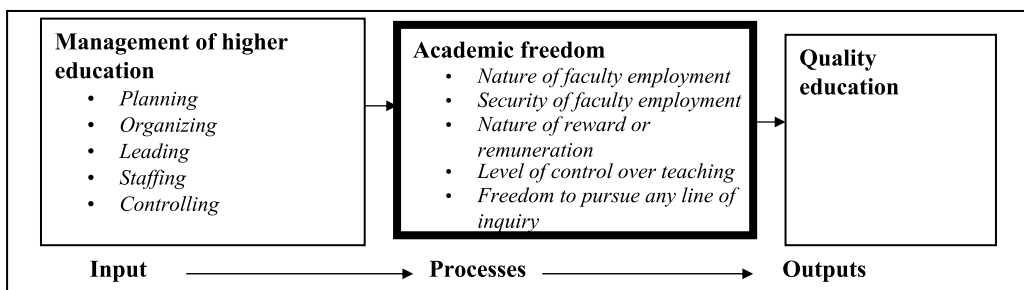 Management of higher
education
• Planning
• Organizing
• Leading
• Staffing
• Controlling
Academic freedom
• Nature of faculty employment
• Security of faculty employment
• Nature of reward or
remuneration
• Level of control over teaching
• Freedom to pursue any line of
inquiry
Quality
education
Input
Processes
Outputs